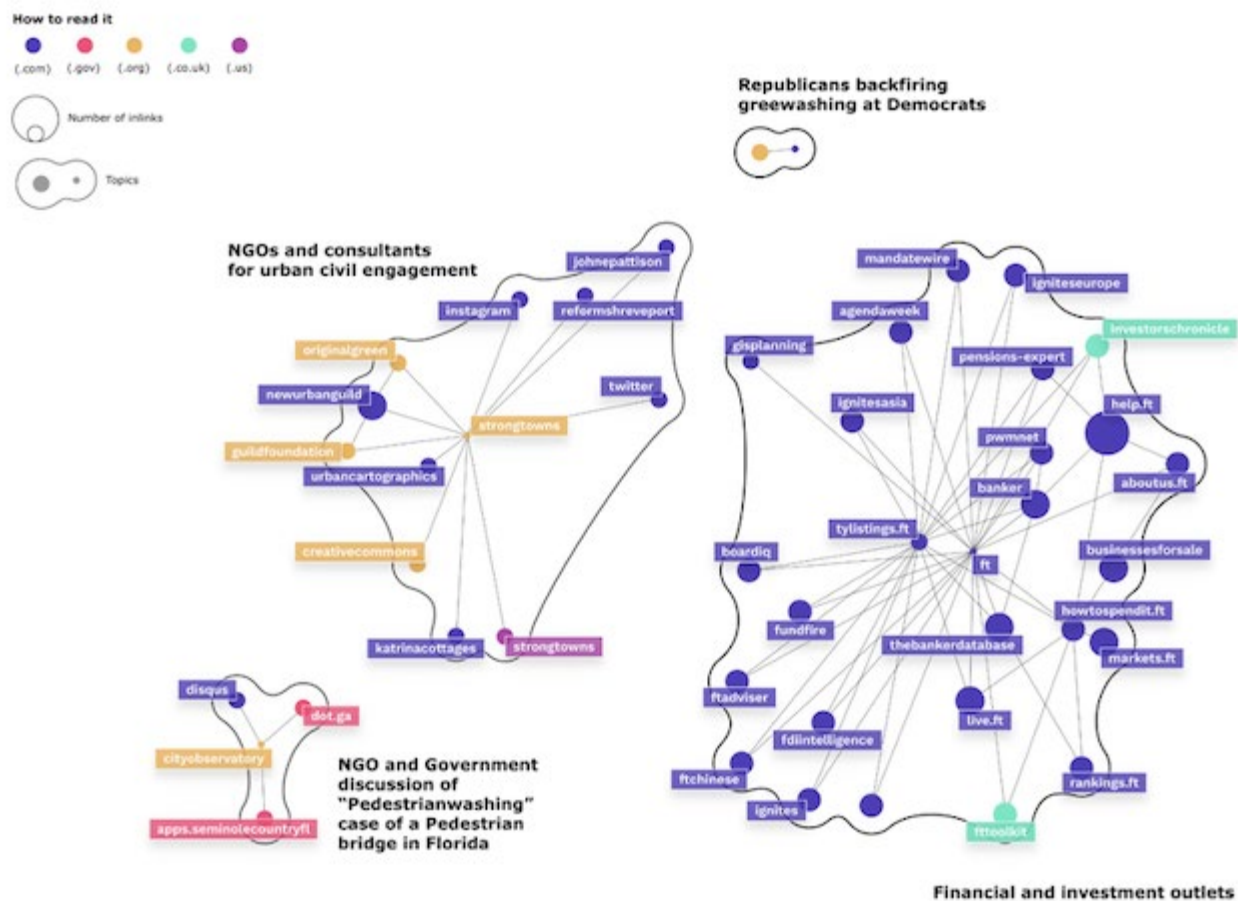 How to read it
(.com) (.gov) (.org) (.co.uk) (.us)
Number of inlinks
Topics
Republicans backfiring
greewashing at Democrats
NGOs and consultants
for urban civil engagement
johnepattison
instagram
reformshreveport
originalgreen
newurbanguild
twitter
strongtowns
guildfoundation
urbancartographics
creativecommons
katrinacottages
strongtowns
mandatewire
igniteseurope
agendaweek
investorschronicle
gisplanning
pensions-expert
ignitesasia
help.ft
pwmnet
banker
aboutus.ft
tylistings.ft
boardiq
ft
businessesforsale
howtospendit.ft
fundfire
thebankerdatabase
markets.ft
ftadviser
live.ft
fdiintelligence
ftchinese
rankings.ft
ignites
fttoolkit
disqus
dot.ga
cityobservatory
apps.seminolecountryfl
NGO and Government
discussion of
“Pedestrianwashing”
case of a Pedestrian
bridge in Florida
Financial and investment outlets